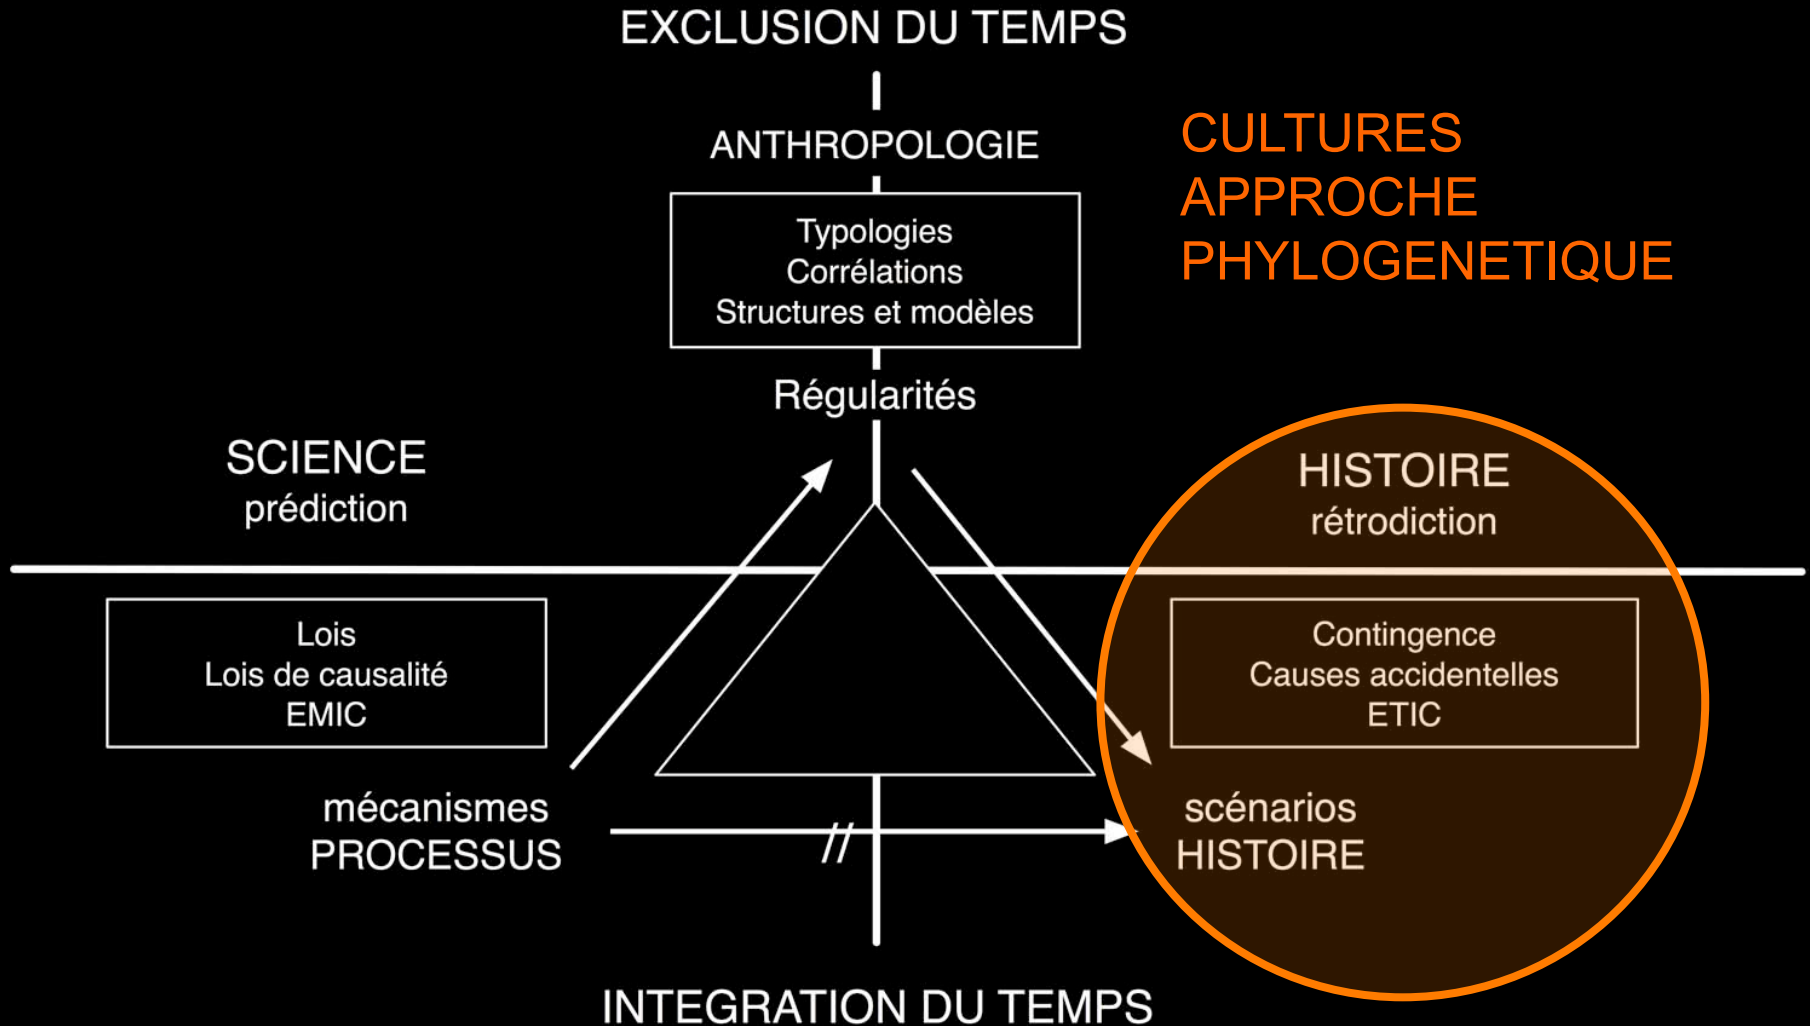 EXCLUSION DU TEMPS
ANTHROPOLOGIE
Typologies
Corrélations
Structures et modèles
Régularités
CULTURES
APPROCHE
PHYLOGENETIQUE
SCIENCE
prédiction
HISTOIRE
rétrodiction
Lois
Lois de causalité
EMIC
Contingence
Causes accidentelles
ETIC
mécanismes
PROCESSUS
//
scénarios
HISTOIRE
INTEGRATION DU TEMPS